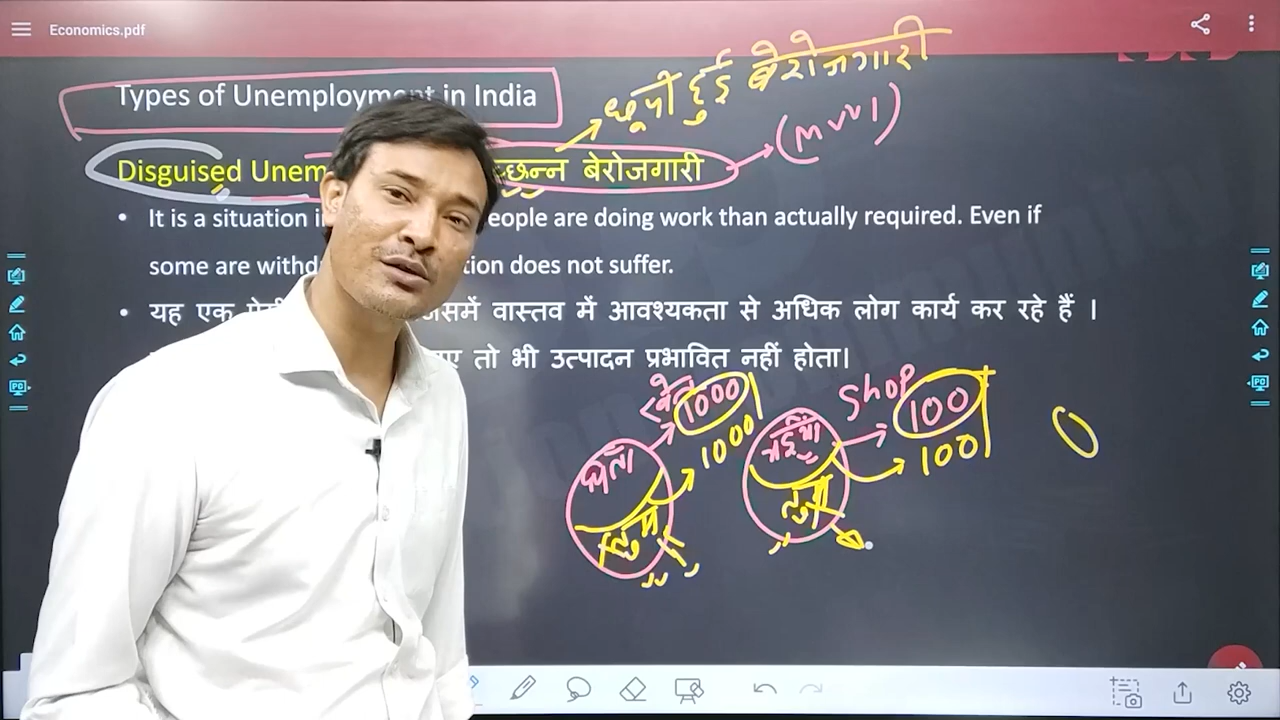 Economics.pdf
छूपी हुई बेरोजगारी
Types of Unemployment in India
(MVVI)
Disguised Unem च्छन्न बेरोजगारी
It is a situation i eople are doing work than actually required. Even if
some are withd tion does not suffer.
यह एक जिसमें वास्तव में आवश्यकता से अधिक लोग कार्य कर रहे हैं ।
तो भी उत्पादन प्रभावित नहीं होता।
खेत 1000 Shop 100
पिता 1000 भईया 100
तुम तुम
0